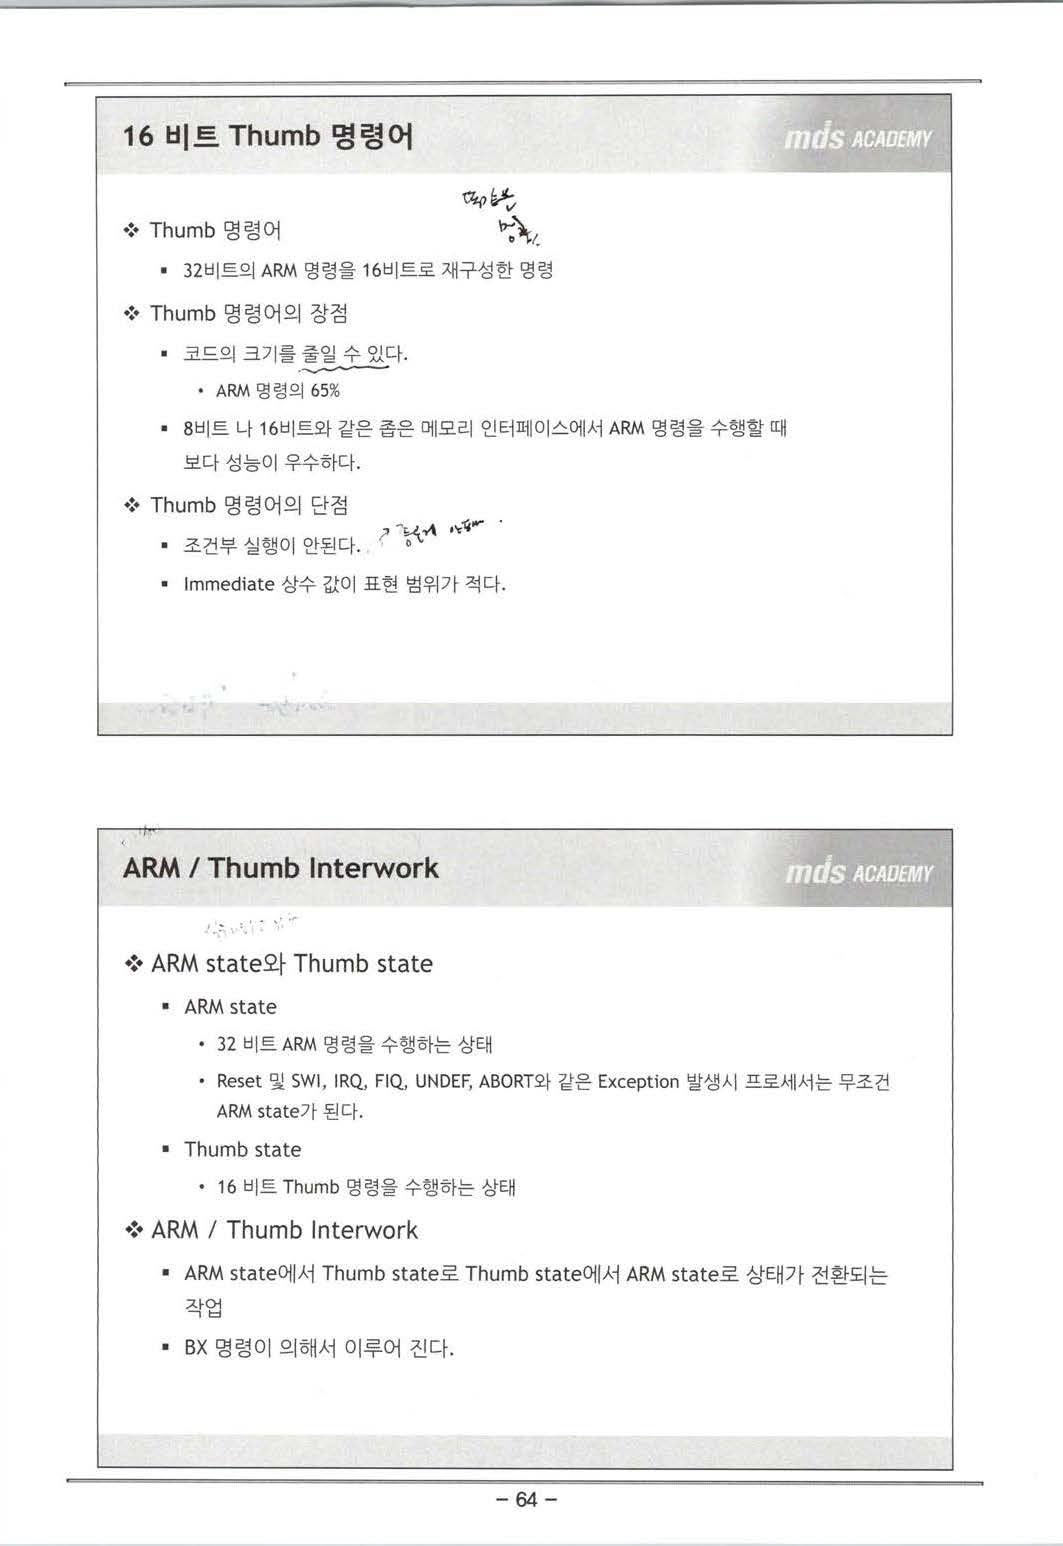 16 비트 Thumb 명령어
mds ACADEMY
❖ Thumb 명령어
▪ 32비트의 ARM 명령을 16비트로 재구성한 명령
❖ Thumb 명령어의 장점
▪ 코드의 크기를 줄일 수 있다.
• ARM 명령의 65%
▪ 8비트 나 16비트와 같은 좁은 메모리 인터페이스에서 ARM 명령을 수행할 때
보다 성능이 우수하다.
❖ Thumb 명령어의 단점
▪ 조건부 실행이 안된다.
▪ Immediate 상수 값이 표현 범위가 적다.
ARM / Thumb Interwork
mds ACADEMY
❖ ARM state와 Thumb state
▪ ARM state
• 32 비트 ARM 명령을 수행하는 상태
• Reset 및 SWI, IRQ, FIQ, UNDEF, ABORT와 같은 Exception 발생시 프로세서는 무조건
ARM state가 된다.
▪ Thumb state
• 16 비트 Thumb 명령을 수행하는 상태
❖ ARM / Thumb Interwork
▪ ARM state에서 Thumb state로 Thumb state에서 ARM state로 상태가 전환되는
작업
▪ BX 명령이 의해서 이루어 진다.
- 64 -